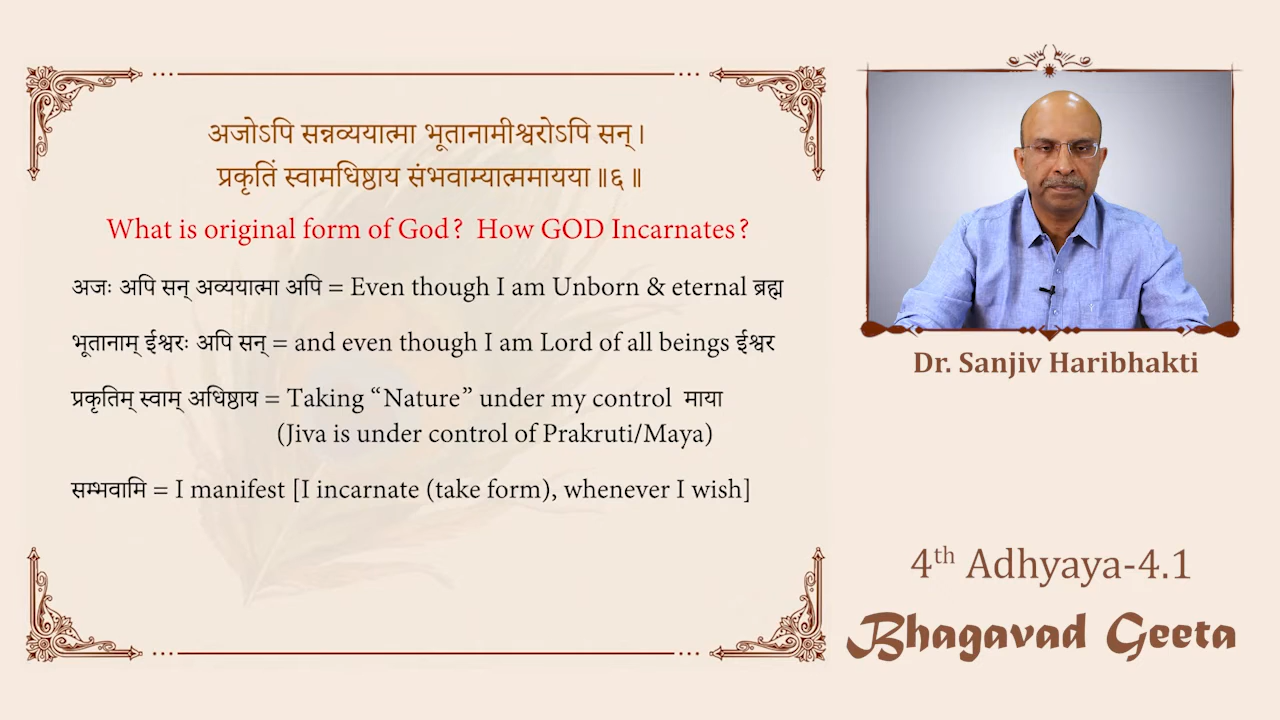 अजोऽपि सन्नव्ययात्मा भूतानामीश्वरोऽपि सन् ।
प्रकृतिं स्वामधिष्ठाय संभवाम्यात्ममायया ॥६ ॥
What is original form of God? How GOD Incarnates?
अजः अपि सन् अव्ययात्मा अपि = Even though I am Unborn & eternal ब्रह्म
भूतानाम् ईश्वरः अपि सन् = and even though I am Lord of all beings ईश्वर
प्रकृतिम् स्वाम् अधिष्ठाय = Taking “Nature” under my control माया
(Jiva is under control of Prakruti/Maya)
सम्भवामि = I manifest [I incarnate (take form), whenever I wish]
Dr. Sanjiv Haribhakti
4th Adhyaya-4.1
Bhagavad Geeta